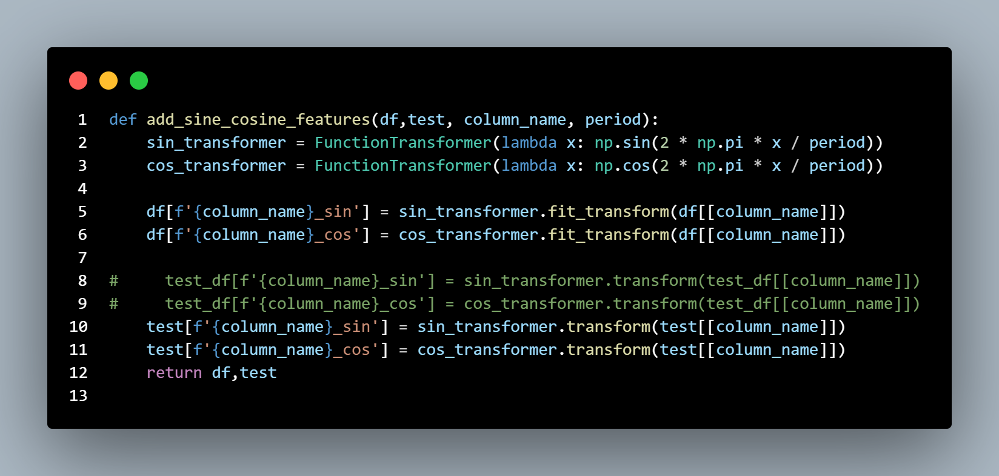 1 def add_sine_cosine_features(df,test, column_name, period):
2     sin_transformer = FunctionTransformer(lambda x: np.sin(2 * np.pi * x / period))
3     cos_transformer = FunctionTransformer(lambda x: np.cos(2 * np.pi * x / period))
4
5     df[f'{column_name}_sin'] = sin_transformer.fit_transform(df[[column_name]])
6     df[f'{column_name}_cos'] = cos_transformer.fit_transform(df[[column_name]])
7
8 #     test_df[f'{column_name}_sin'] = sin_transformer.transform(test_df[[column_name]])
9 #     test_df[f'{column_name}_cos'] = cos_transformer.transform(test_df[[column_name]])
10     test[f'{column_name}_sin'] = sin_transformer.transform(test[[column_name]])
11     test[f'{column_name}_cos'] = cos_transformer.transform(test[[column_name]])
12     return df,test
13